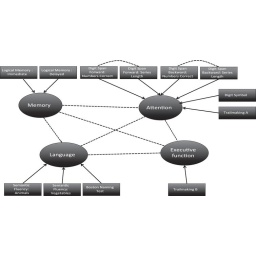 Logical Memory
Immediate
Logical Memory
Delayed
Digit Span
Forward,
Numbers Correct
Digit span
Forward, Series
Length
Digit span
Backward,
Numbers Correct
Digit span
Backward, Series
Length
Digit Symbol
Memory
Attention
Trailmaking A
Language
Executive
function
Semantic
Fluency:
Animals
Semantic
Fluency:
Vegetables
Boston Naming
Test
Trailmaking B